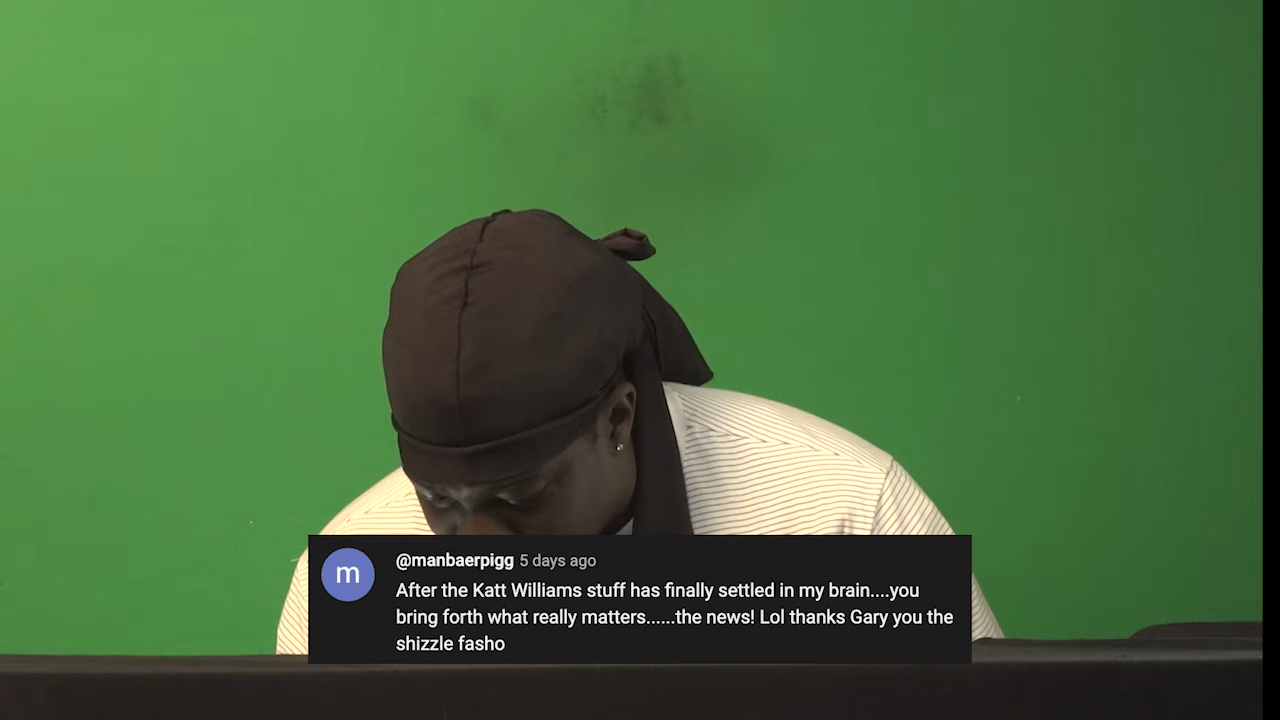 m
@manbaerpigg 5 days ago
After the Katt Williams stuff has finally settled in my brain....you
bring forth what really matters......the news! Lol thanks Gary you the
shizzle fasho